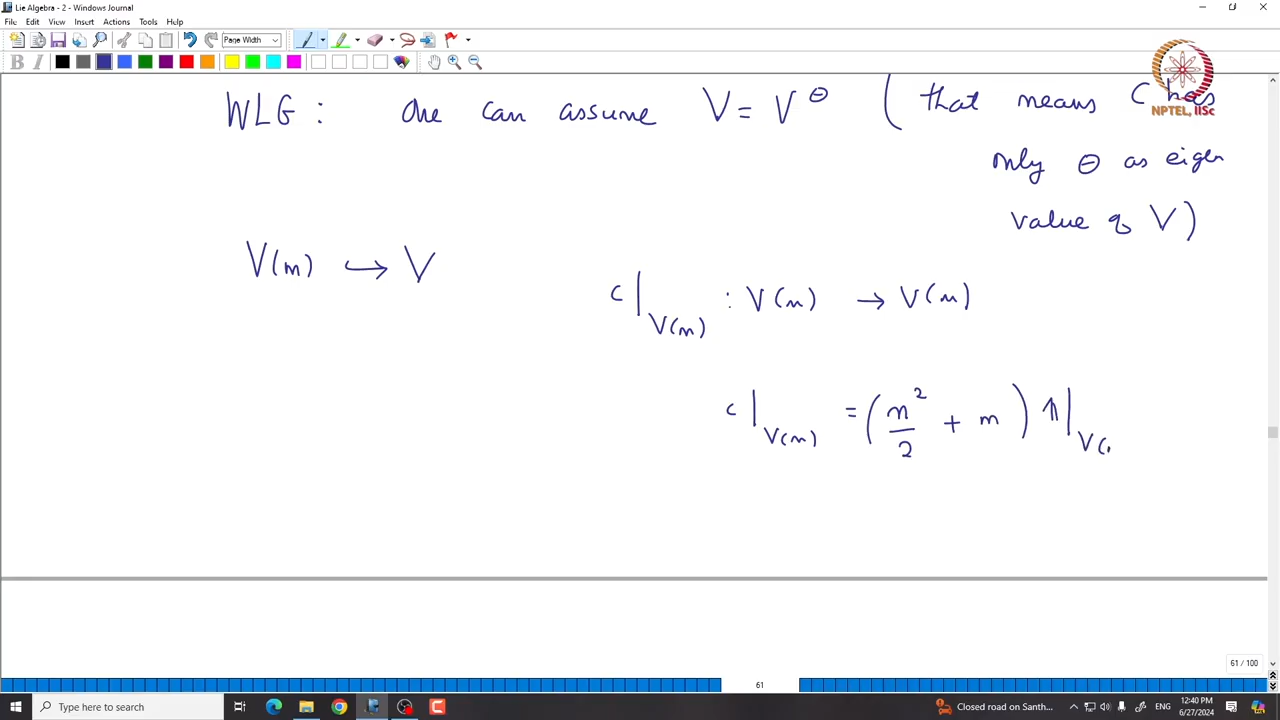 Lie Algebra - 2 - Windows Journal
File Edit View Insert Actions Tools Help
Page Width
B I
NPTEL, IISc
WLG : One can assume V = V^θ ( that means C has
only θ as eigen
value of V )
V(m) ↪ V
c|_{V(m)} : V(m) → V(m)
c|_{V(m)} = ( m²/2 + m ) 1|_{V(
61 / 100
61
Type here to search
Closed road on Santh...
ENG
12:40 PM
6/27/2024